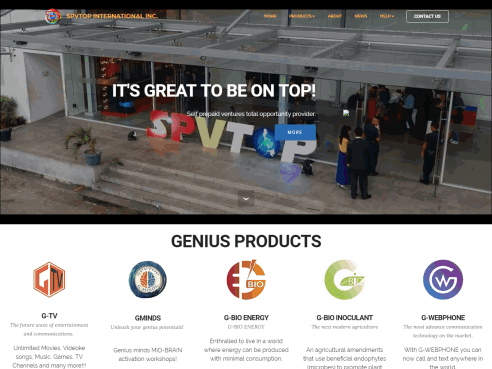 SPVTOP INTERNATIONAL INC.
HOME PRODUCTS ABOUT NEWS HELP CONTACT US
IT'S GREAT TO BE ON TOP!
Self prepaid ventures total opportunity provider.
MORE
SPVTOP
GENIUS PRODUCTS
G-TV
The future wave of entertainment
and communications.
Unlimited Movies, Videoke
songs, Music, Games, TV
Channels and many more!!!!
GMINDS
Unleash your genius potentials!
Genius minds MID-BRAIN
activation workshops!
BIO
G-BIO ENERGY
G-BIO ENERGY
Enthralled to live in a world
where energy can be produced
with minimal consumption.
G-BIO INOCULANT
The next modern agriculture
An agricultural amendments
that use beneficial endophytes
(microbes) to promote plant
G-WEBPHONE
The most advance communication
technology on the market.
With G-WEBPHONE you can
now call and text anywhere in
the world.